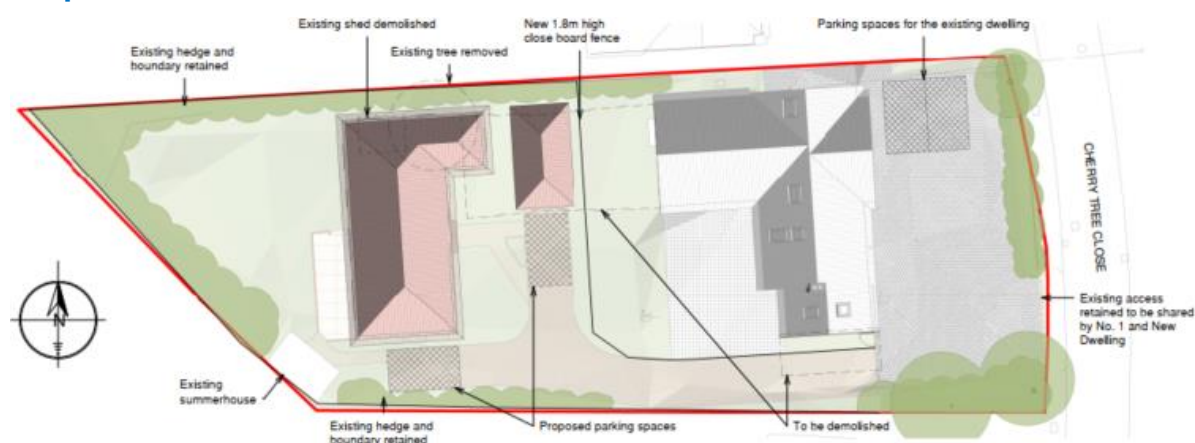 Existing shed demolished
New 1.8m high
close board fence
Parking spaces for the existing dwelling
Existing hedge and
boundary retained
Existing tree removed
CHERRY TREE CLOSE
N
Existing access
retained to be shared
by No. 1 and New
Dwelling
Existing
summerhouse
Existing hedge and
boundary retained
Proposed parking spaces
To be demolished